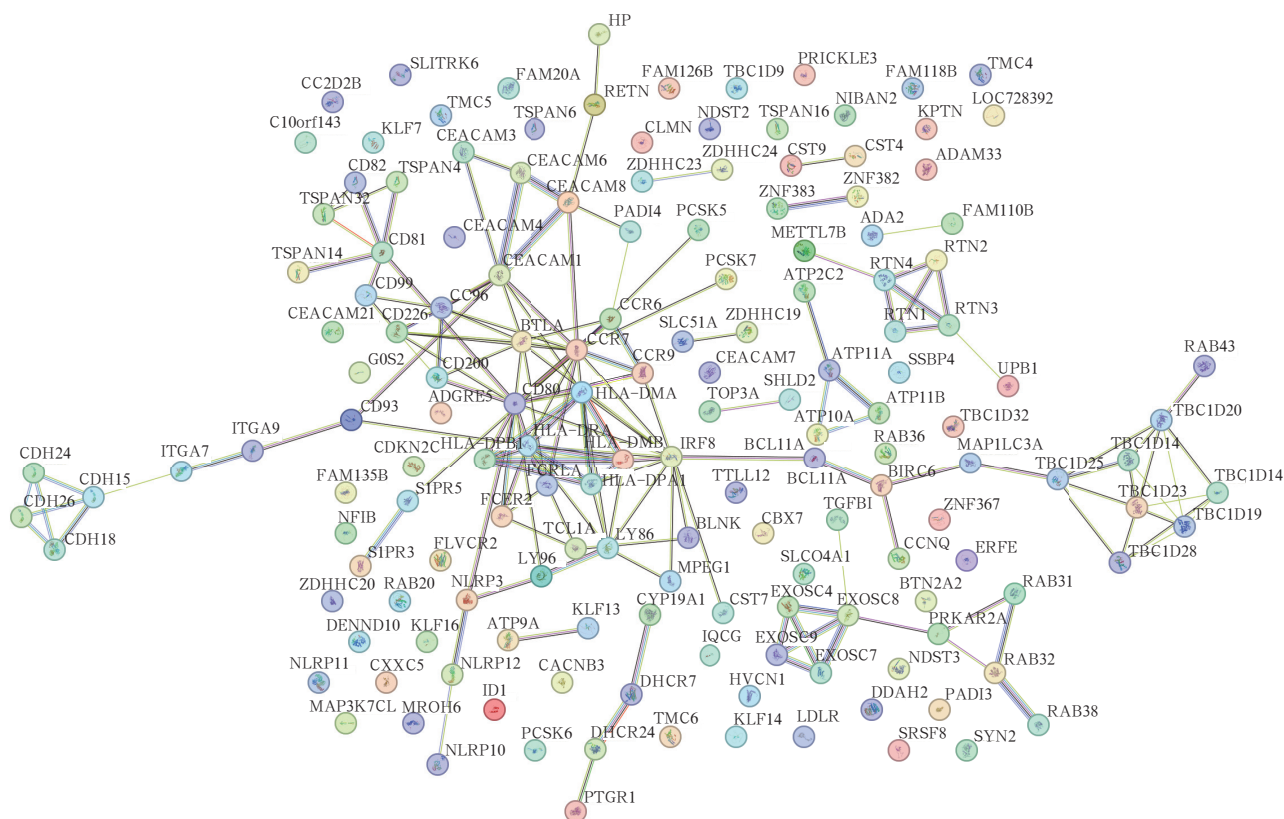 HP
SLITRK6
FAM20A
CC2D2B
TMC5
TSPAN6
RETN
FAM126B
TBC1D9
PRICKLE3
FAM118B
TMC4
C10orf143
KLF7
CEACAM3
NDST2
TSPAN16
NIBAN2
KPTN
LOC728392
CLMN
CD82
TSPAN4
CEACAM6
ZDHHC23
ZDHHC24
CST9
CST4
ADAM33
TSPAN32
CEACAM8
ZNF383
ZNF382
CEACAM4
PADI4
PCSK5
ADA2
FAM110B
CD81
METTL7B
TSPAN14
CEACAM1
PCSK7
RTN4
RTN2
CD99
CC96
ATP2C2
CEACAM21
CD226
BTLA
CCR6
SLC51A
ZDHHC19
RTN1
RTN3
CCR7
G0S2
CD200
CCR9
CEACAM7
ATP11A
SSBP4
UPB1
RAB43
ADGRE5
CD80
HLA-DMA
TOP3A
SHLD2
ATP11B
CD93
ATP10A
TBC1D32
TBC1D20
ITGA9
HLA-DPB1
HLA-DRA
HLA-DMB
IRF8
BCL11A
RAB36
MAP1LC3A
TBC1D14
CDH24
CDH15
ITGA7
CDKN2C
FCRLA
HLA-DPA1
BCL11A
BIRC6
TBC1D25
TBC1D14
CDH26
FAM135B
S1PR5
FCER2
TTLL12
TGFBI
ZNF367
TBC1D23
TBC1D19
CDH18
NFIB
TCL1A
LY86
BLNK
CBX7
CCNQ
ERFE
TBC1D28
S1PR3
FLVCR2
LY96
MPEG1
SLCO4A1
ZDHHC20
RAB20
NLRP3
CYP19A1
CST7
EXOSC4
EXOSC8
BTN2A2
RAB31
DENND10
KLF16
ATP9A
KLF13
IQCG
EXOSC9
EXOSC7
PRKAR2A
NLRP11
CXXC5
NLRP12
CACNB3
DHCR7
HVCN1
NDST3
RAB32
MAP3K7CL
MROH6
ID1
DDAH2
PADI3
RAB38
NLRP10
PCSK6
DHCR24
TMC6
KLF14
LDLR
SRSF8
SYN2
PTGR1